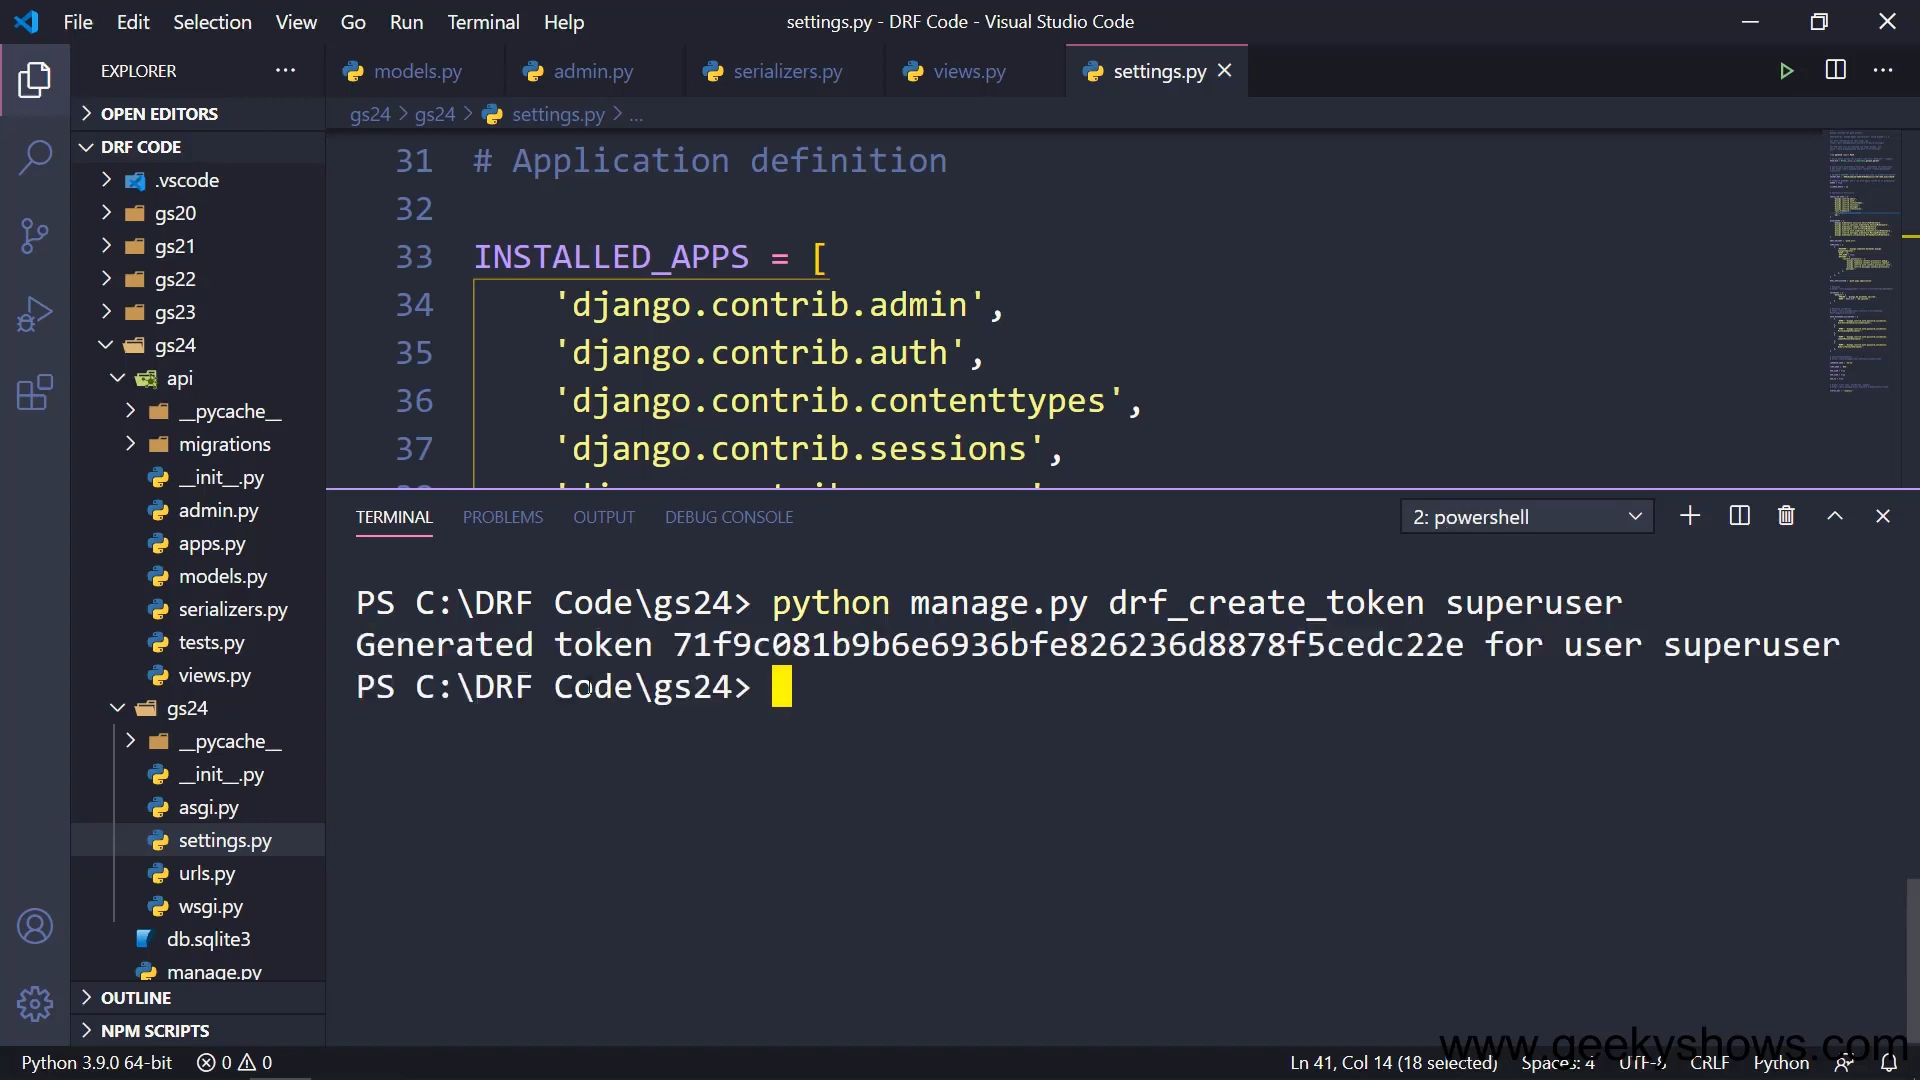 File Edit Selection View Go Run Terminal Help
settings.py - DRF Code - Visual Studio Code
EXPLORER
models.py
admin.py
serializers.py
views.py
settings.py
OPEN EDITORS
gs24 > gs24 > settings.py > ...
DRF CODE
.vscode
gs20
gs21
gs22
gs23
gs24
api
__pycache__
migrations
__init__.py
admin.py
apps.py
models.py
serializers.py
tests.py
views.py
gs24
__pycache__
__init__.py
asgi.py
settings.py
urls.py
wsgi.py
db.sqlite3
manage.py
OUTLINE
NPM SCRIPTS
31 # Application definition
32
33 INSTALLED_APPS = [
34 'django.contrib.admin',
35 'django.contrib.auth',
36 'django.contrib.contenttypes',
37 'django.contrib.sessions',
TERMINAL PROBLEMS OUTPUT DEBUG CONSOLE
2: powershell
PS C:\DRF Code\gs24> python manage.py drf_create_token superuser
Generated token 71f9c081b9b6e6936bfe826236d8878f5cedc22e for user superuser
PS C:\DRF Code\gs24>
www.geekyshows.com
Python 3.9.0 64-bit 0 0
Ln 41, Col 14 (18 selected) Spaces: 4 UTF-8 CRLF Python